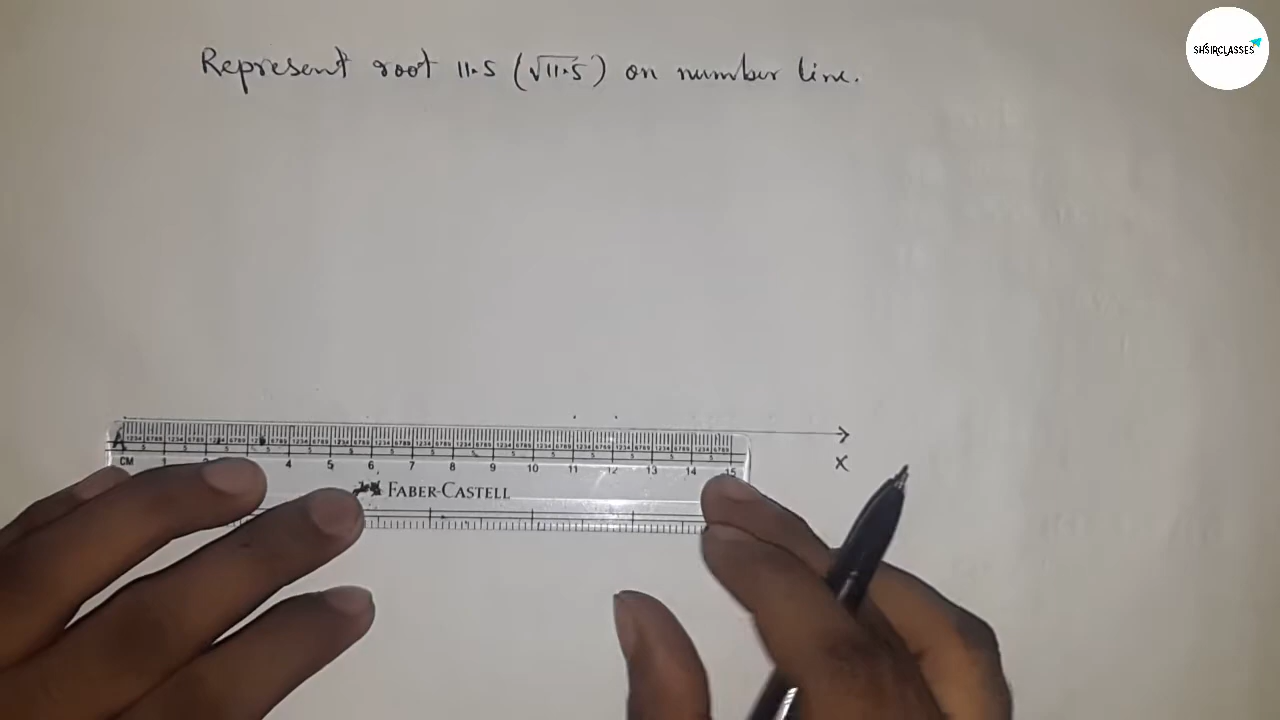 SHSIRCLASSES
Represent root 11.5 (√11.5) on number line.
A
X
CM 1 4 5 6 7 8 9 10 11 12 13 14 15
FABER-CASTELL